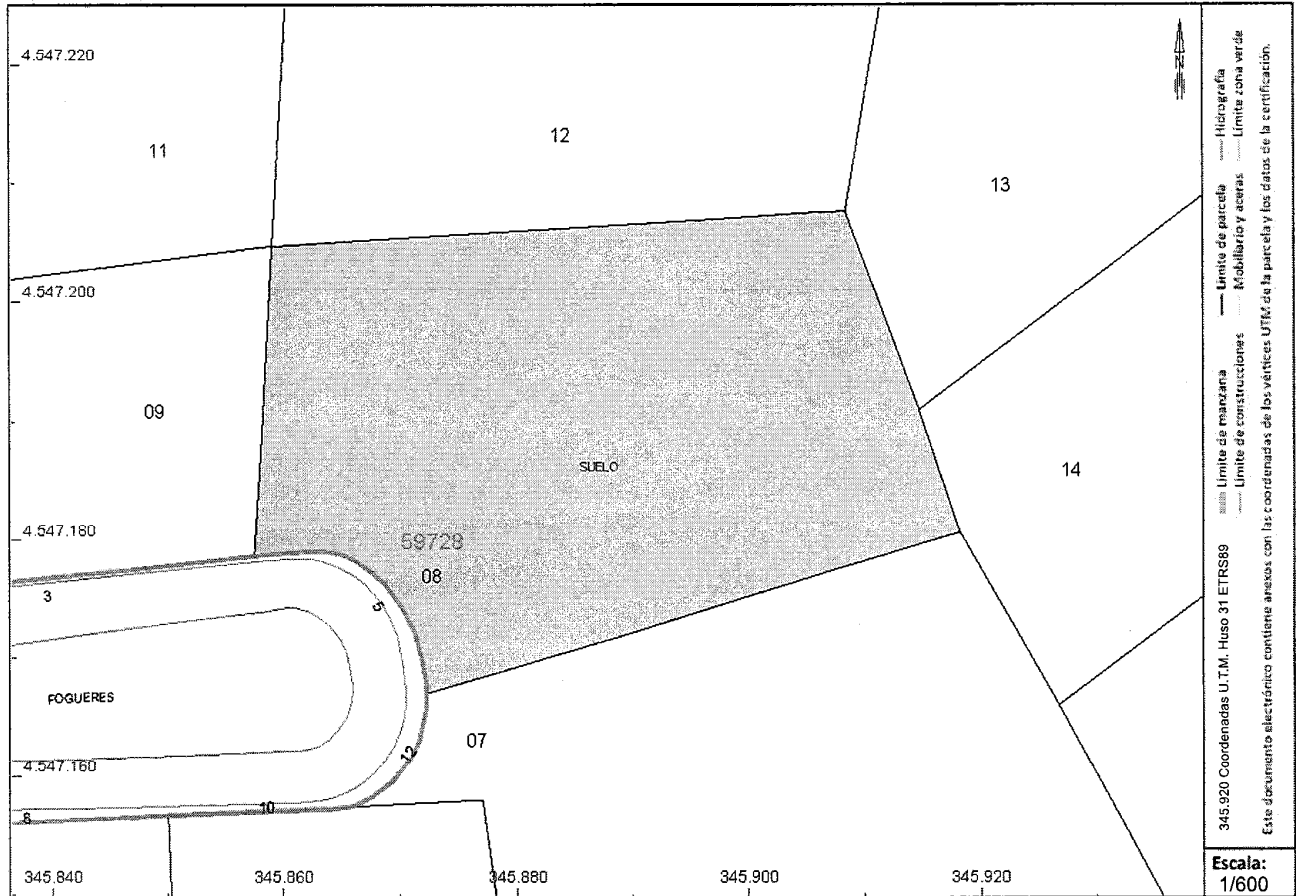 4.547.220
11
12
13
4.547.200
09
SUELO
14
4.547.180
59728
08
3
5
FOGUERES
07
12
4.547.160
10
8
345.840
345.860
345.880
345.900
345.920
345.920 Coordenadas U.T.M. Huso 31 ETRS89
Límite de manzana
Límite de parcela
Hidrografía
Límite de construcciones
Mobiliario y aceras
Límite zona verde
Este documento electrónico contiene anexos con las coordenadas de los vértices UTM de la parcela y los datos de la certificación.
Escala:
1/600